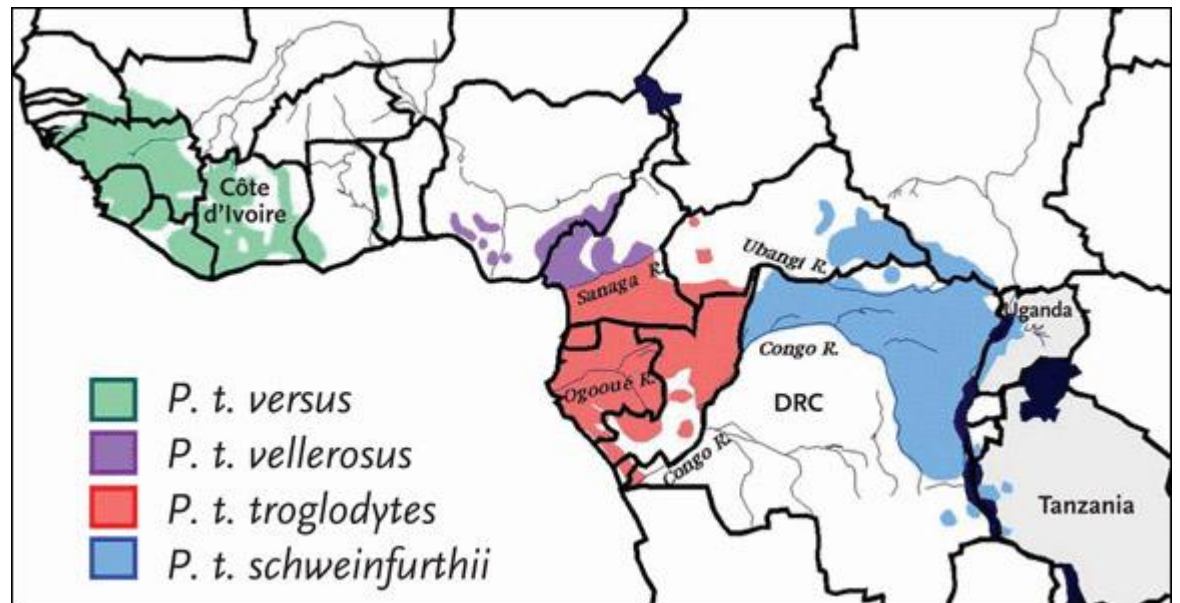 Côte
d'Ivoire
Ubangi R.
Sanaga R.
Uganda
Congo R.
Ogooué R.
DRC
Congo R.
Tanzania
P. t. versus
P. t. vellerosus
P. t. troglodytes
P. t. schweinfurthii